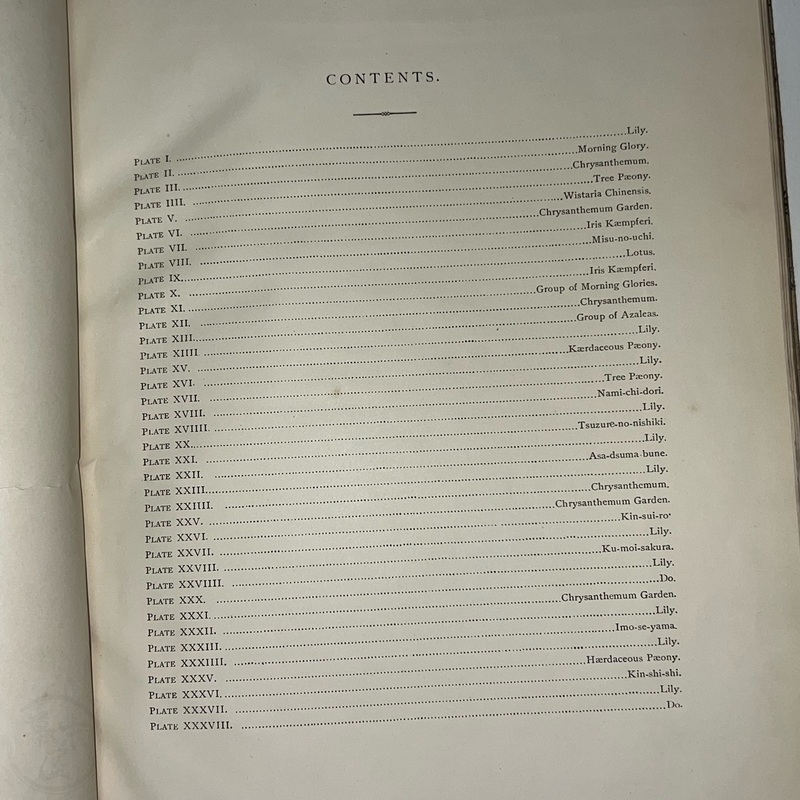 CONTENTS.
PLATE I. Lily.
PLATE II. Morning Glory.
PLATE III. Chrysanthemum.
PLATE IIII. Tree Pæony.
PLATE V. Wistaria Chinensis.
PLATE VI. Chrysanthemum Garden.
PLATE VII. Iris Kæmpferi.
PLATE VIII. Misu-no-uchi.
PLATE IX. Lotus.
PLATE X. Iris Kæmpferi.
PLATE XI. Group of Morning Glories.
PLATE XII. Chrysanthemum.
PLATE XIII. Group of Azaleas.
PLATE XIIII. Lily.
PLATE XV. Kærdaceous Pæony.
PLATE XVI. Lily.
PLATE XVII. Tree Pæony.
PLATE XVIII. Nami-chi-dori.
PLATE XVIIII. Lily.
PLATE XX. Tsuzure-no-nishiki.
PLATE XXI. Lily.
PLATE XXII. Asa-dsuma-bune.
PLATE XXIII. Lily.
PLATE XXIIII. Chrysanthemum.
PLATE XXV. Chrysanthemum Garden.
PLATE XXVI. Kin-sui-ro.
PLATE XXVII. Lily.
PLATE XXVIII. Ku-moi-sakura.
PLATE XXVIIII. Lily.
PLATE XXX. Do.
PLATE XXXI. Chrysanthemum Garden.
PLATE XXXII. Lily.
PLATE XXXIII. Imo-se-yama.
PLATE XXXIIII. Lily.
PLATE XXXV. Hærdaceous Pæony.
PLATE XXXVI. Kin-shi-shi.
PLATE XXXVII. Lily.
PLATE XXXVIII. Do.